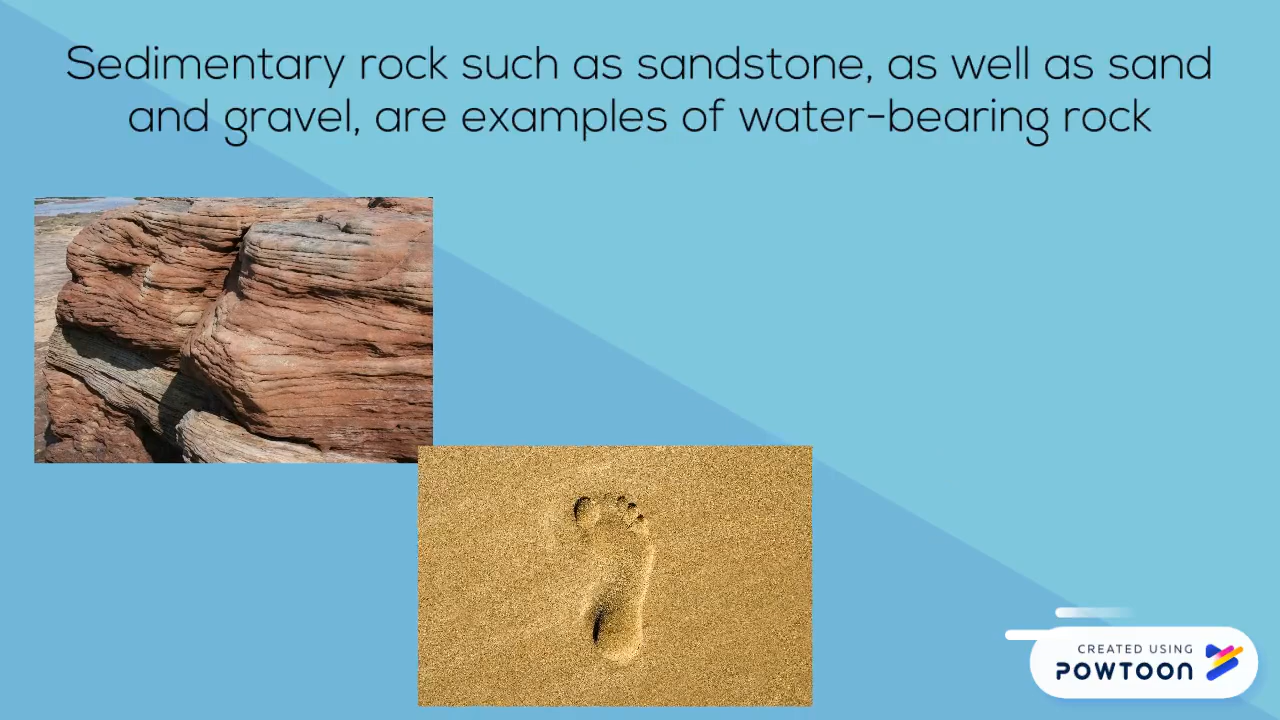 Sedimentary rock such as sandstone, as well as sand
and gravel, are examples of water-bearing rock
CREATED USING
POWTOON